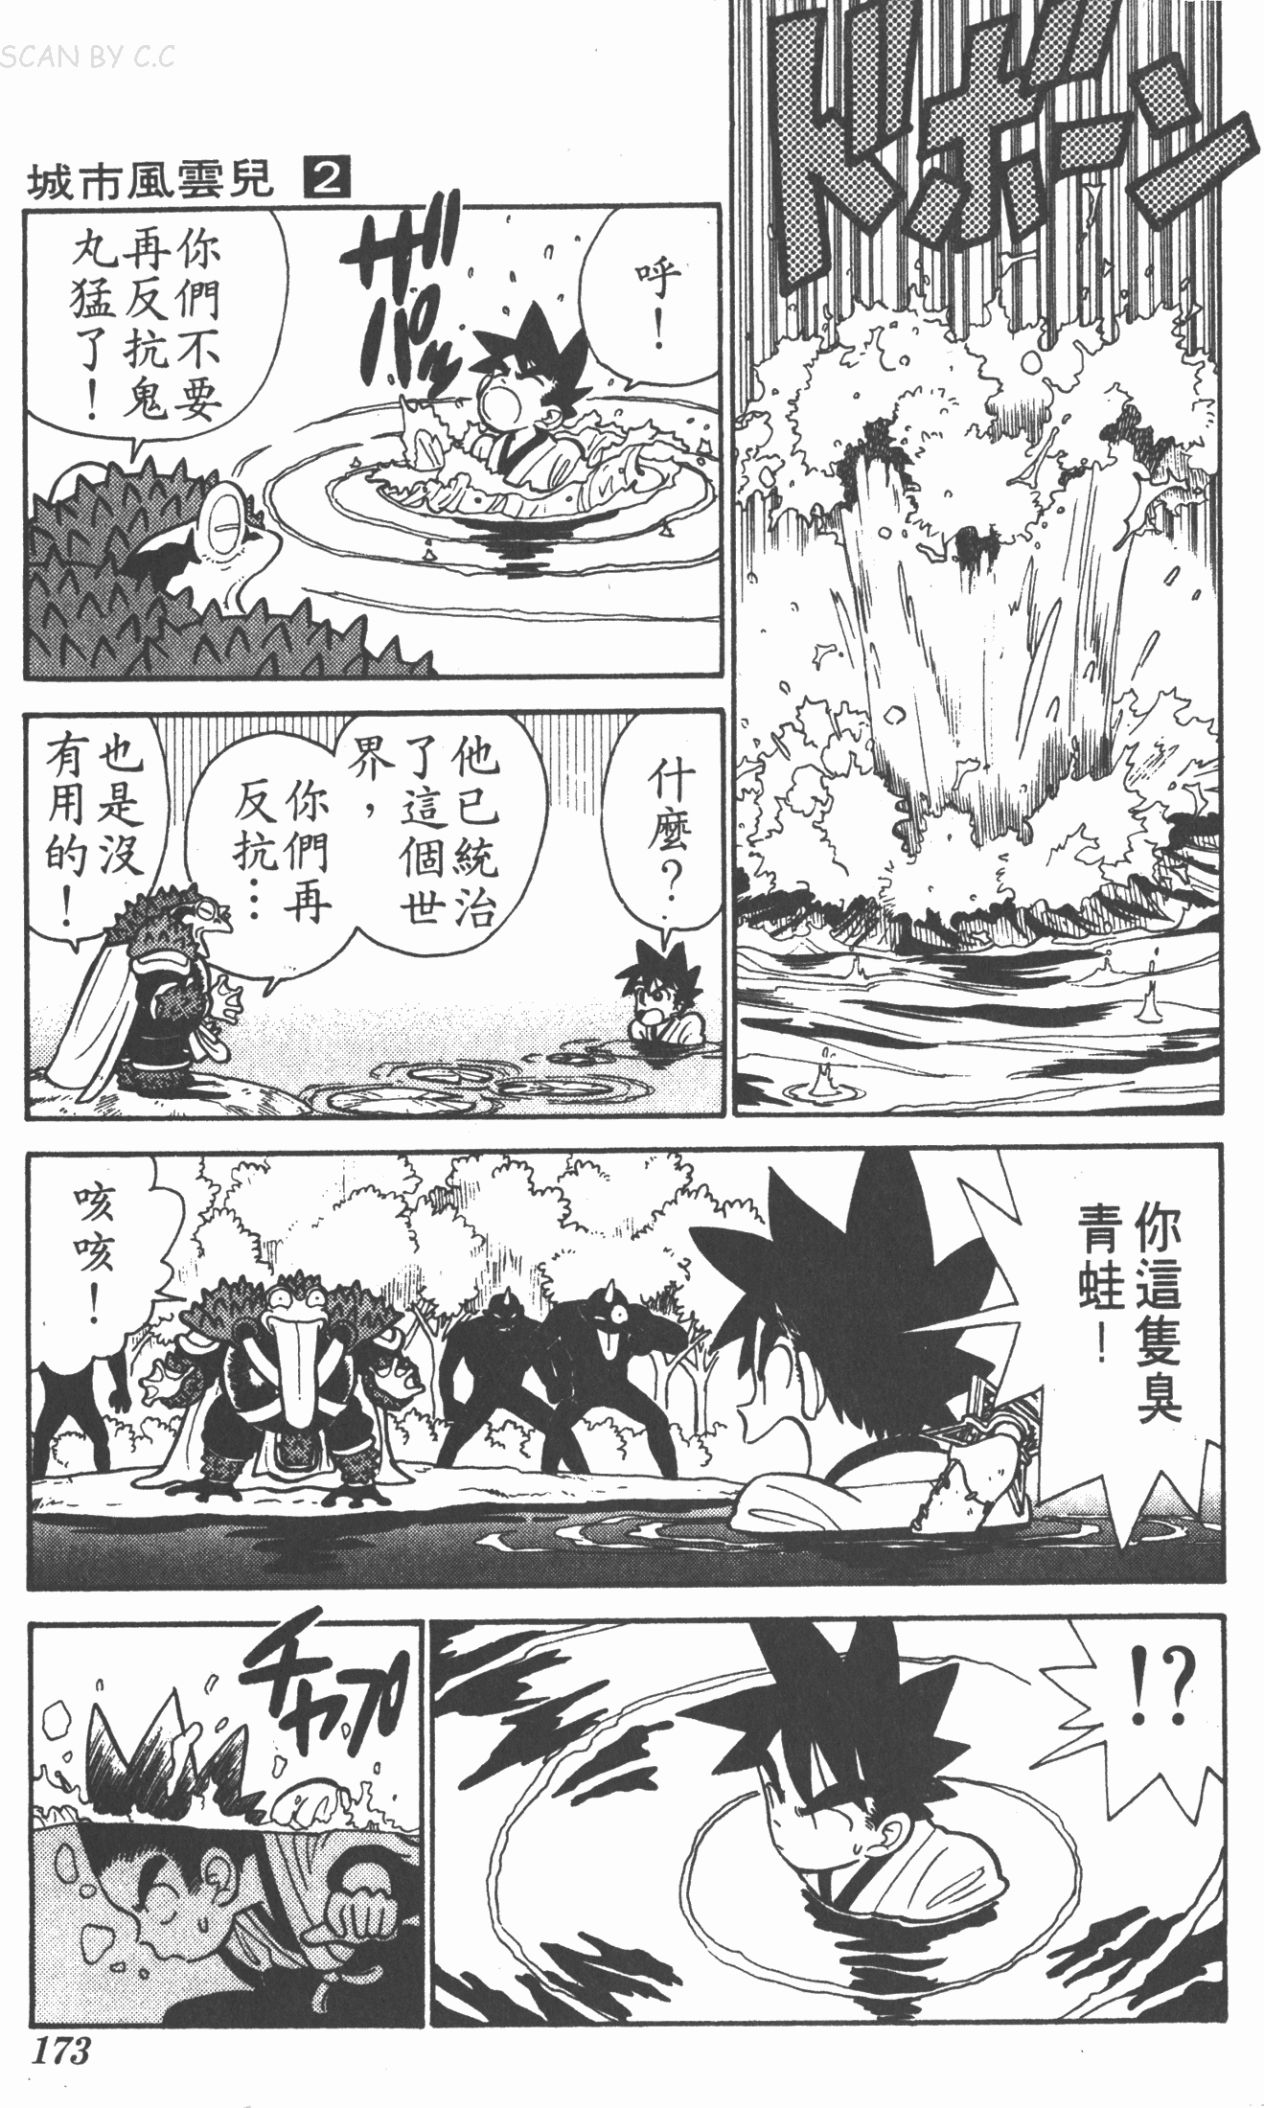 SCAN BY C.C
城市風雲兒 2
ドボーン
呼！
ザバッ
你們不要
再反抗鬼
丸猛了！
什麼？
他已統治
了這個世
界，
你們再
反抗…
也是沒
有用的！
你這隻臭
青蛙！
咳咳！
！？
チャプ
173